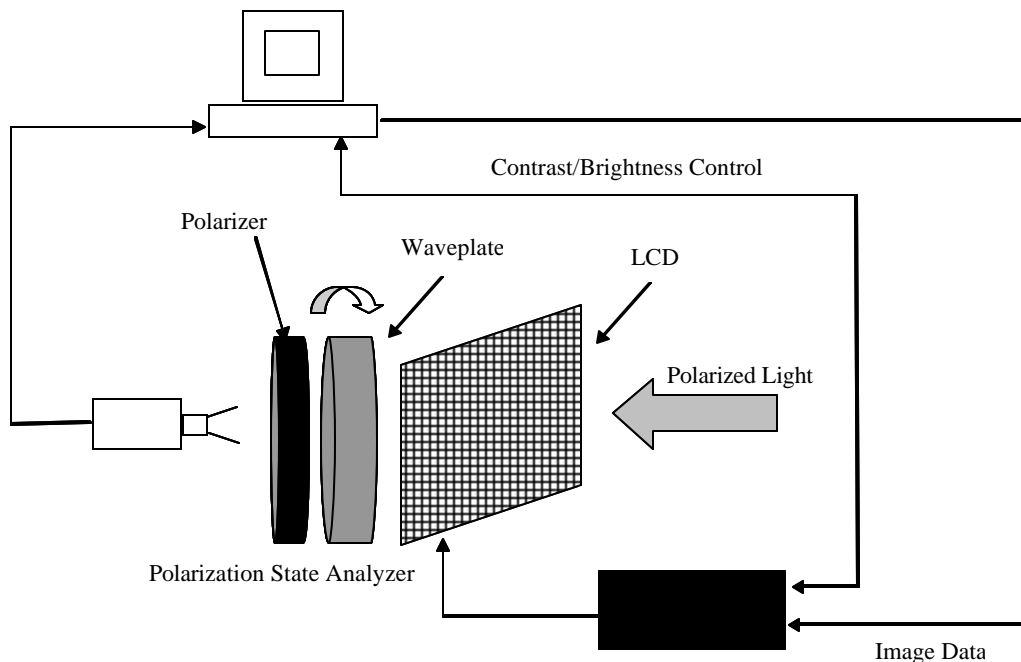 Contrast/Brightness Control
Polarizer
Waveplate
LCD
Polarized Light
Polarization State Analyzer
Image Data